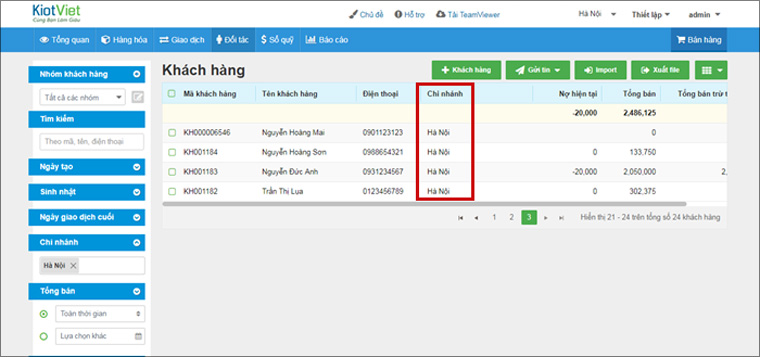 KiotViet
Cùng Bạn Làm Giàu
Chủ đề Hỗ trợ Tải TeamViewer Hà Nội Thiết lập admin
Tổng quan Hàng hóa Giao dịch Đối tác Sổ quỹ Báo cáo Bán hàng
Khách hàng
Khách hàng Gửi tin Import Xuất file
Nhóm khách hàng
Tất cả các nhóm
Tìm kiếm
Theo mã, tên, điện thoại
Ngày tạo
Sinh nhật
Ngày giao dịch cuối
Chi nhánh
Hà Nội
Tổng bán
Toàn thời gian
Lựa chọn khác
Mã khách hàng Tên khách hàng Điện thoại Chi nhánh Nợ hiện tại Tổng bán Tổng bán trừ t
-20,000 2,486,125
KH000006546 Nguyễn Hoàng Mai 0901123123 Hà Nội 0
KH001184 Nguyễn Hoàng Sơn 0988654321 Hà Nội 0 133,750
KH001183 Nguyễn Đức Anh 0931234567 Hà Nội -20,000 2,050,000 2,
KH001182 Trần Thị Lụa 0123456789 Hà Nội 0 302,375
1 2 3 Hiển thị 21 - 24 trên tổng số 24 khách hàng